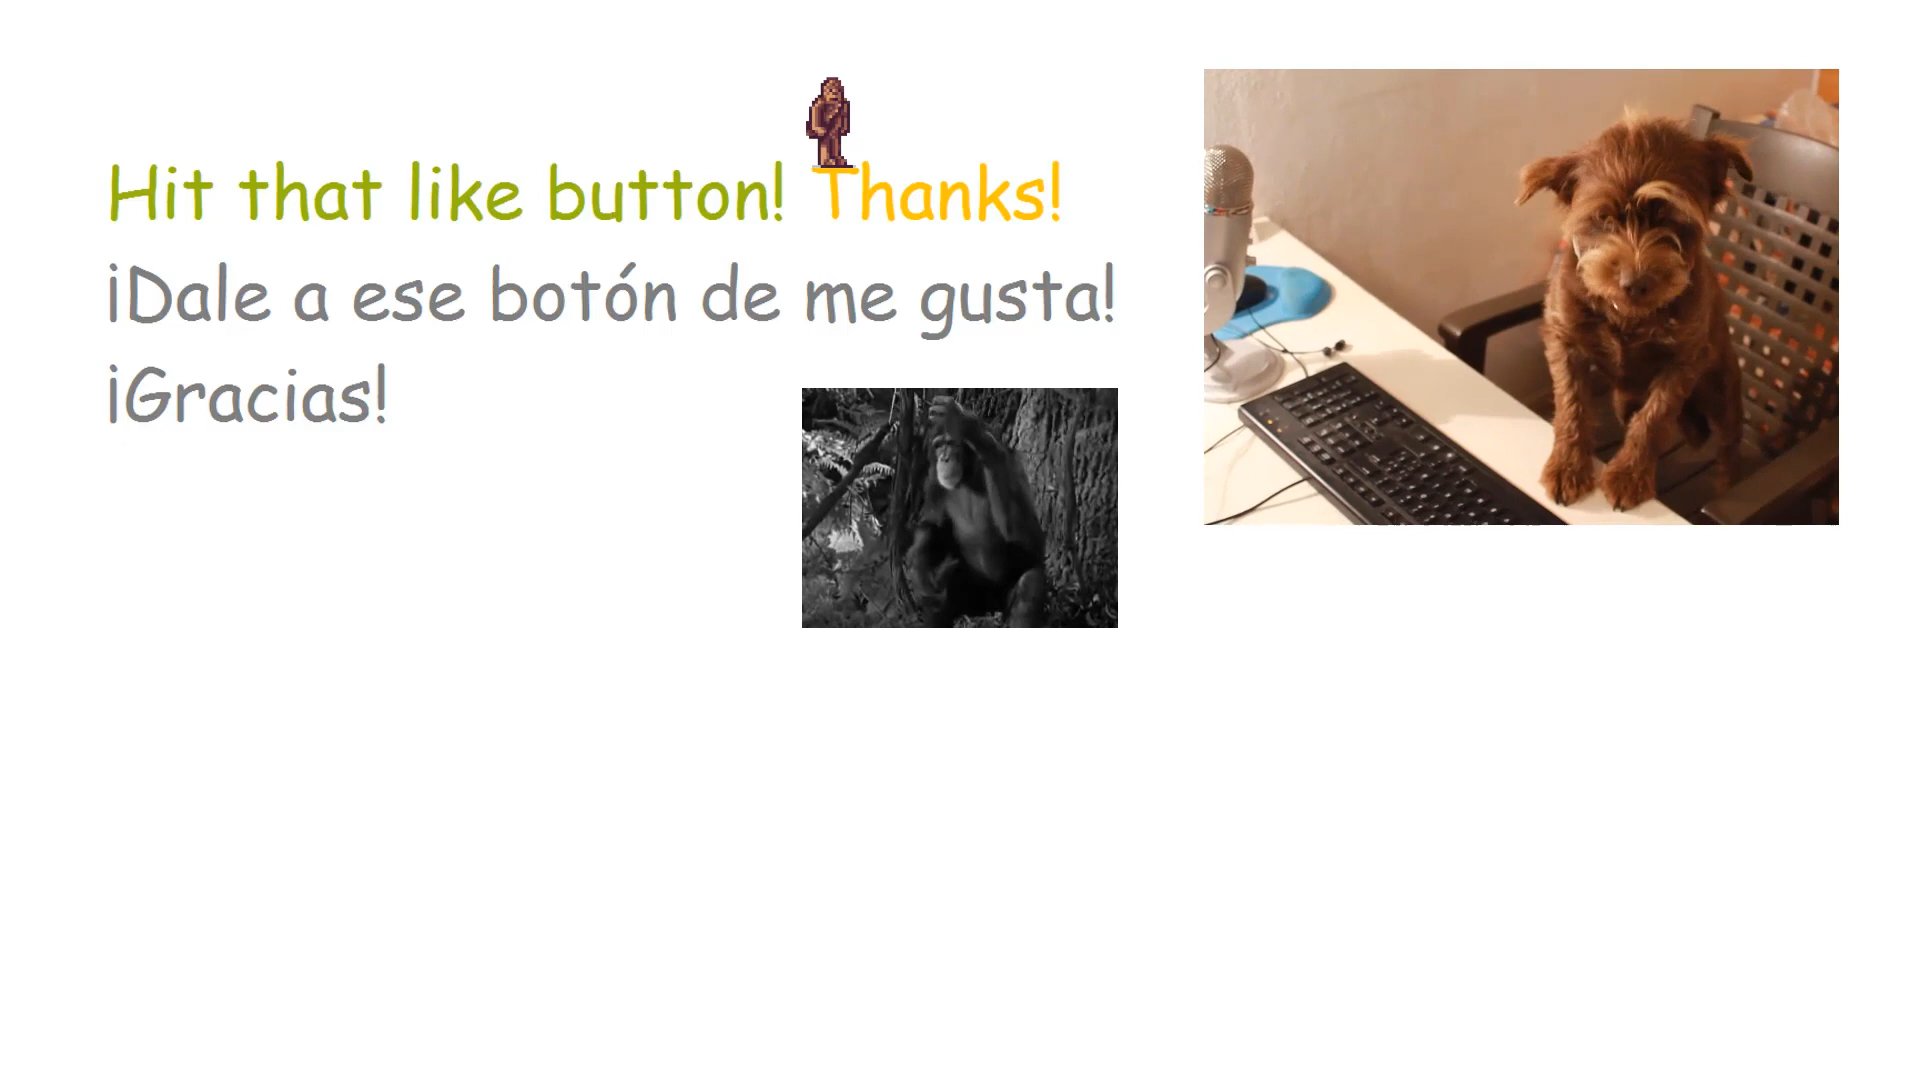 Hit that like button! Thanks!
¡Dale a ese botón de me gusta!
¡Gracias!